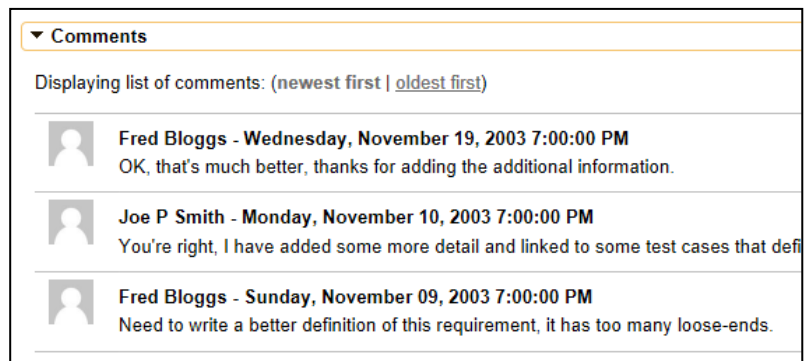 Comments
Displaying list of comments: (newest first | oldest first)
Fred Bloggs - Wednesday, November 19, 2003 7:00:00 PM
OK, that's much better, thanks for adding the additional information.
Joe P Smith - Monday, November 10, 2003 7:00:00 PM
You're right, I have added some more detail and linked to some test cases that defi
Fred Bloggs - Sunday, November 09, 2003 7:00:00 PM
Need to write a better definition of this requirement, it has too many loose-ends.